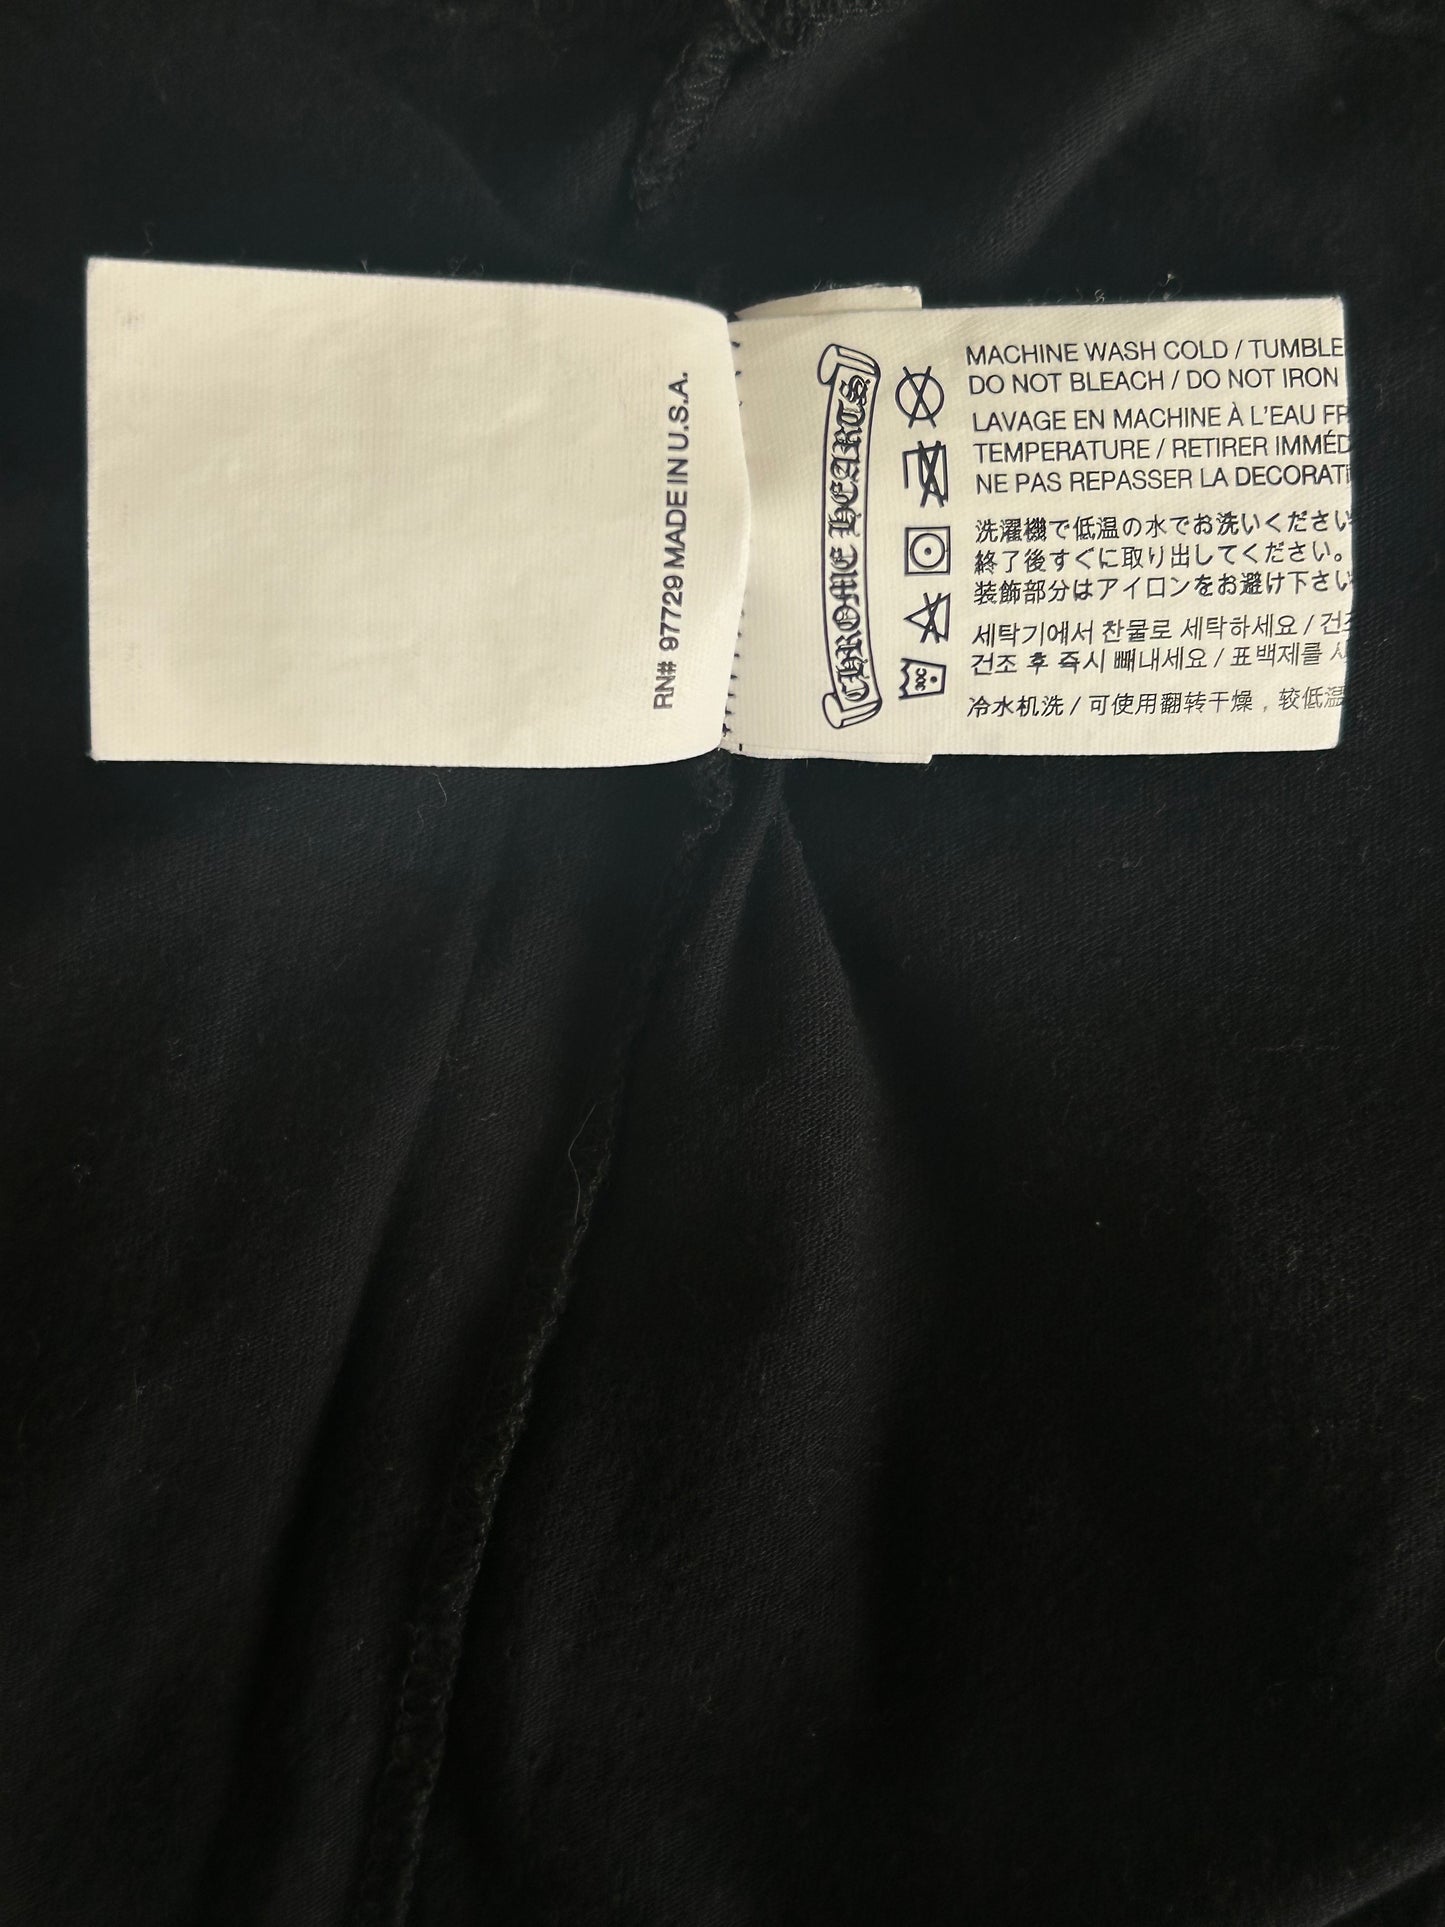 RN# 97729 MADE IN U.S.A.
CHROME HEARTS
30C
MACHINE WASH COLD / TUMBLE
DO NOT BLEACH / DO NOT IRON
LAVAGE EN MACHINE À L'EAU FR
TEMPERATURE / RETIRER IMMÉD
NE PAS REPASSER LA DECORATI
洗濯機で低温の水でお洗いください
終了後すぐに取り出してください。
装飾部分はアイロンをお避け下さい
세탁기에서 찬물로 세탁하세요 / 건조
건조 후 즉시 빼내세요 / 표백제를 사
冷水机洗 / 可使用翻转干燥，较低温